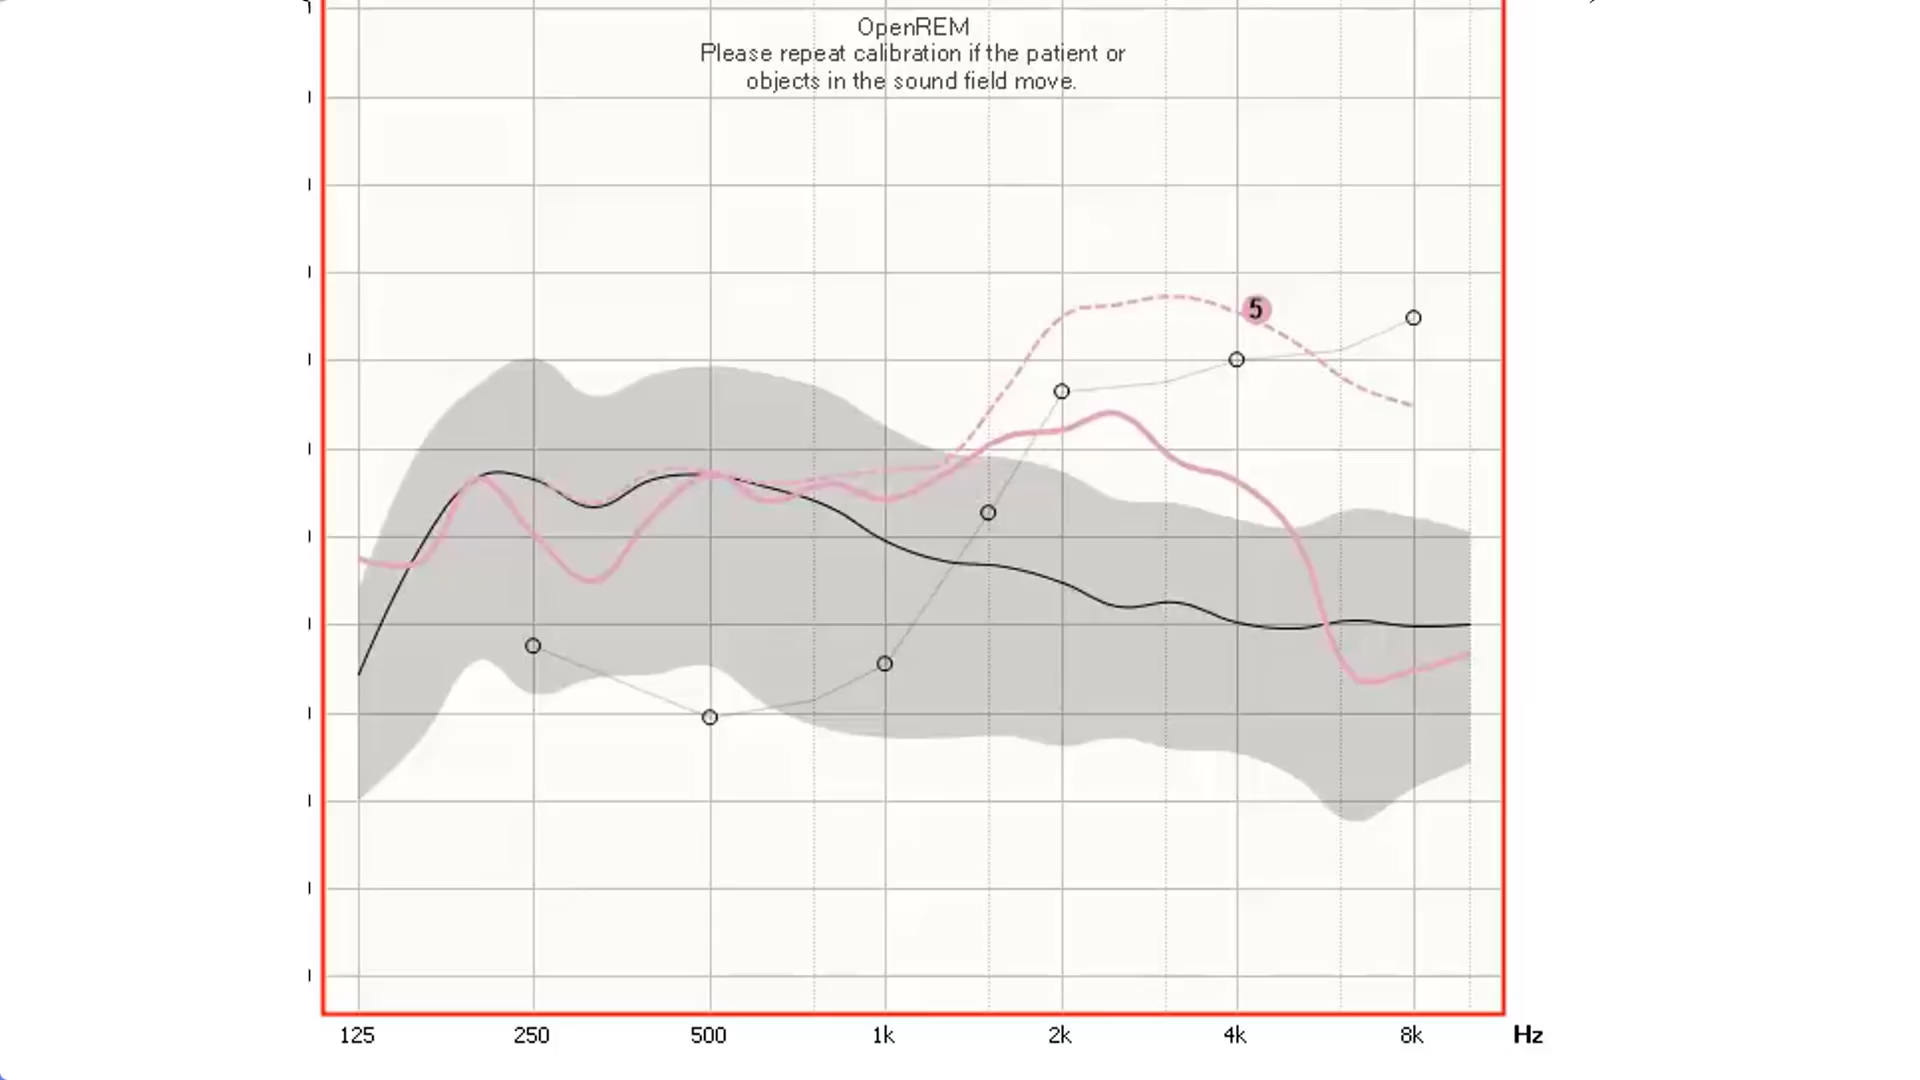 OpenREM
Please repeat calibration if the patient or
objects in the sound field move.
5
125 250 500 1k 2k 4k 8k Hz